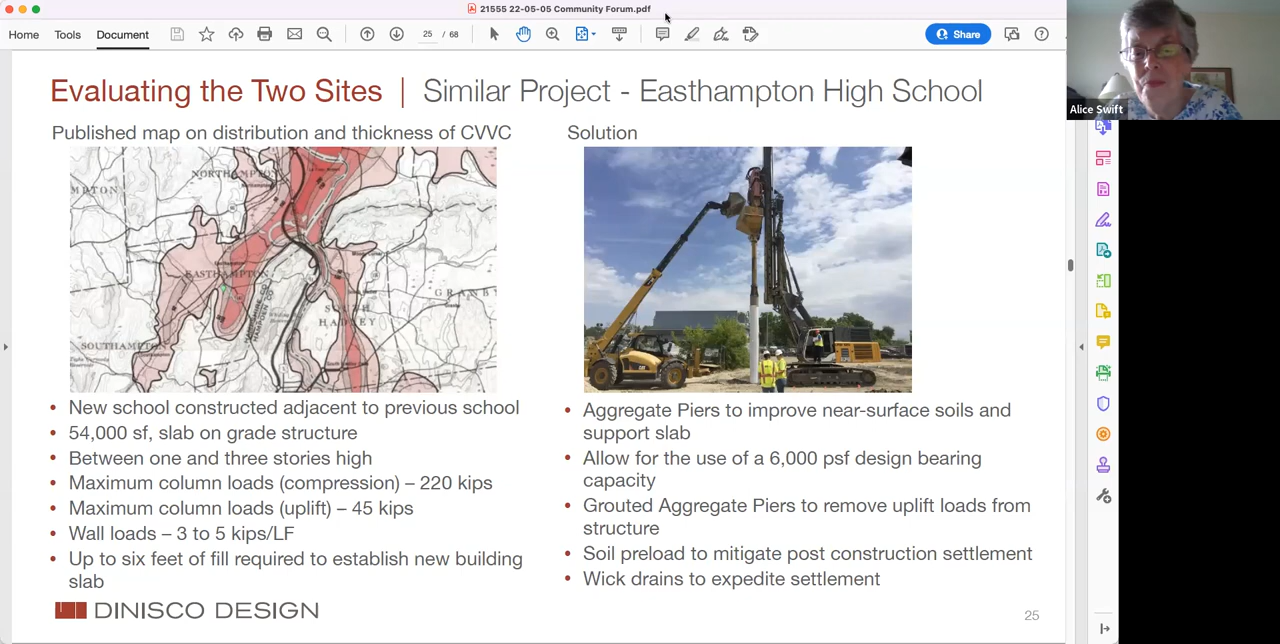 21555 22-05-05 Community Forum.pdf
Home Tools Document 25 / 68 Share
Alice Swift
Evaluating the Two Sites | Similar Project - Easthampton High School
Published map on distribution and thickness of CVVC
Solution
NORTHAMPTON
EASTHAMPTON
SOUTH
HADLEY
GRANBY
SOUTHAMPTON
• New school constructed adjacent to previous school
• 54,000 sf, slab on grade structure
• Between one and three stories high
• Maximum column loads (compression) – 220 kips
• Maximum column loads (uplift) – 45 kips
• Wall loads – 3 to 5 kips/LF
• Up to six feet of fill required to establish new building
slab
• Aggregate Piers to improve near-surface soils and
support slab
• Allow for the use of a 6,000 psf design bearing
capacity
• Grouted Aggregate Piers to remove uplift loads from
structure
• Soil preload to mitigate post construction settlement
• Wick drains to expedite settlement
DINISCO DESIGN
25